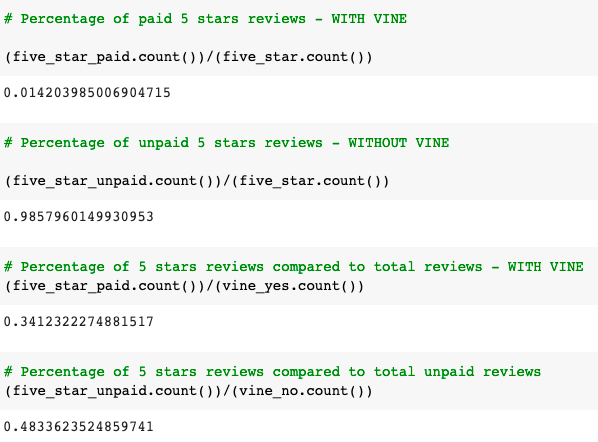 # Percentage of paid 5 stars reviews - WITH VINE
(five_star_paid.count())/(five_star.count())
0.014203985006904715
# Percentage of unpaid 5 stars reviews - WITHOUT VINE
(five_star_unpaid.count())/(five_star.count())
0.9857960149930953
# Percentage of 5 stars reviews compared to total reviews - WITH VINE
(five_star_paid.count())/(vine_yes.count())
0.3412322274881517
# Percentage of 5 stars reviews compared to total unpaid reviews
(five_star_unpaid.count())/(vine_no.count())
0.4833623524859741